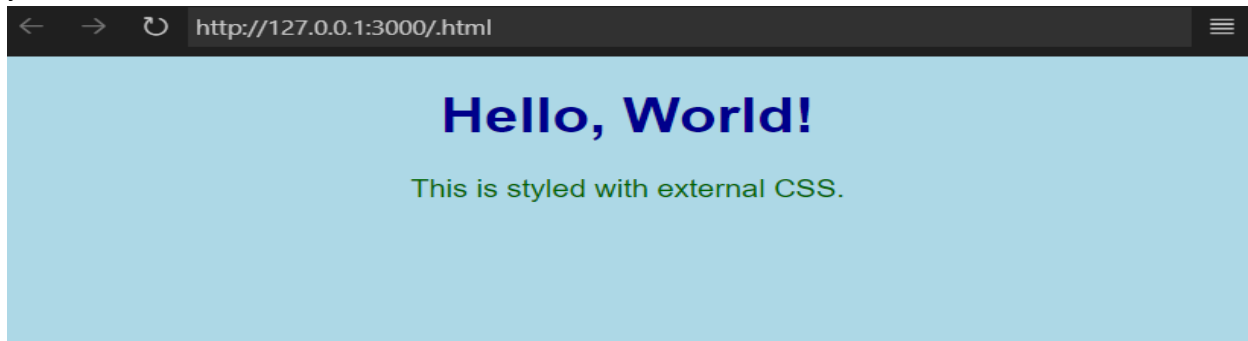 http://127.0.0.1:3000/.html
Hello, World!
This is styled with external CSS.